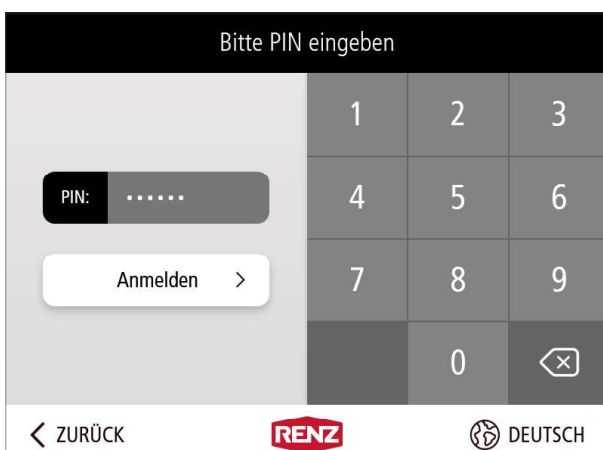 Bitte PIN eingeben
1 2 3
PIN: ······
4 5 6
Anmelden >
7 8 9
0
ZURÜCK
RENZ
DEUTSCH